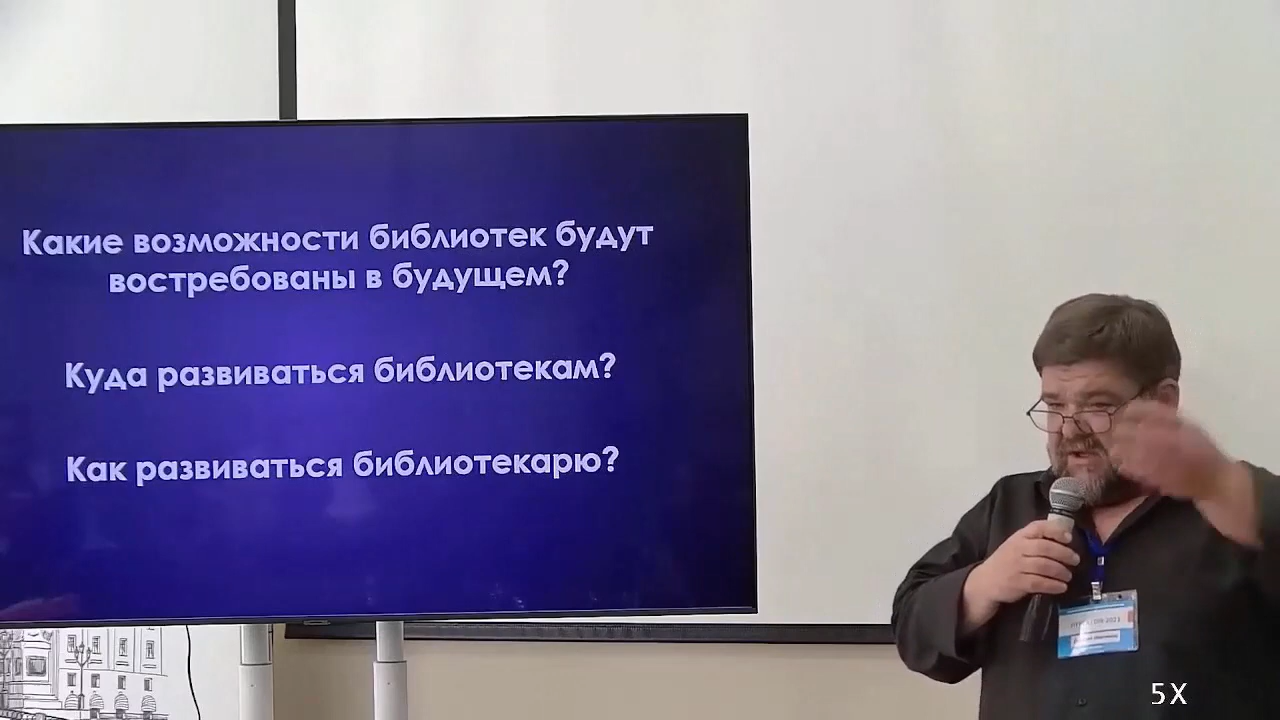 Какие возможности библиотек будут
востребованы в будущем?
Куда развиваться библиотекам?
Как развиваться библиотекарю?
5X